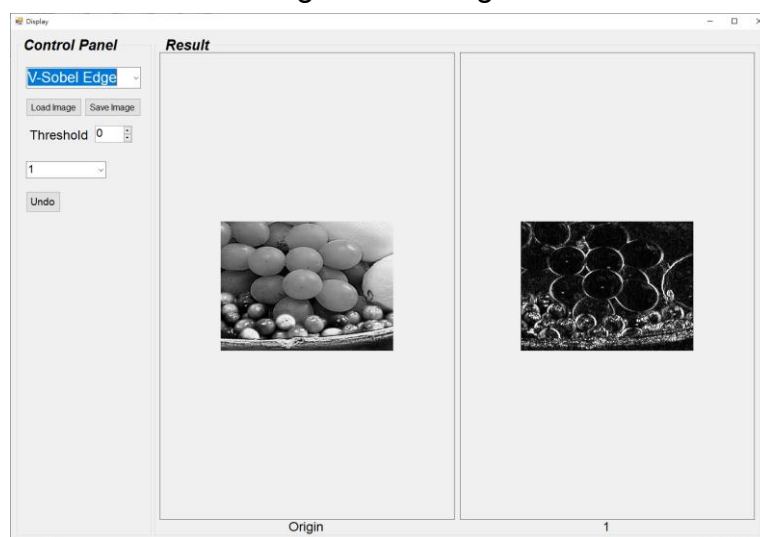 Display
Control Panel
Result
V-Sobel Edge
Load Image Save Image
Threshold 0
1
Undo
Origin
1